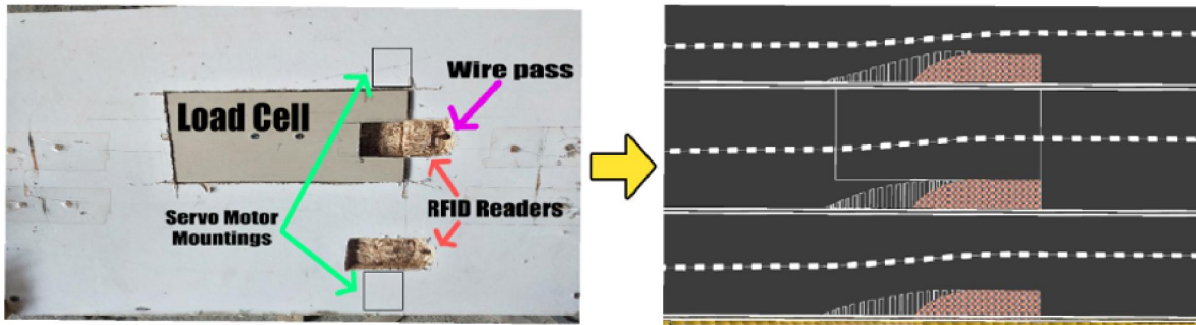 Wire pass
Load Cell
RFID Readers
Servo Motor
Mountings